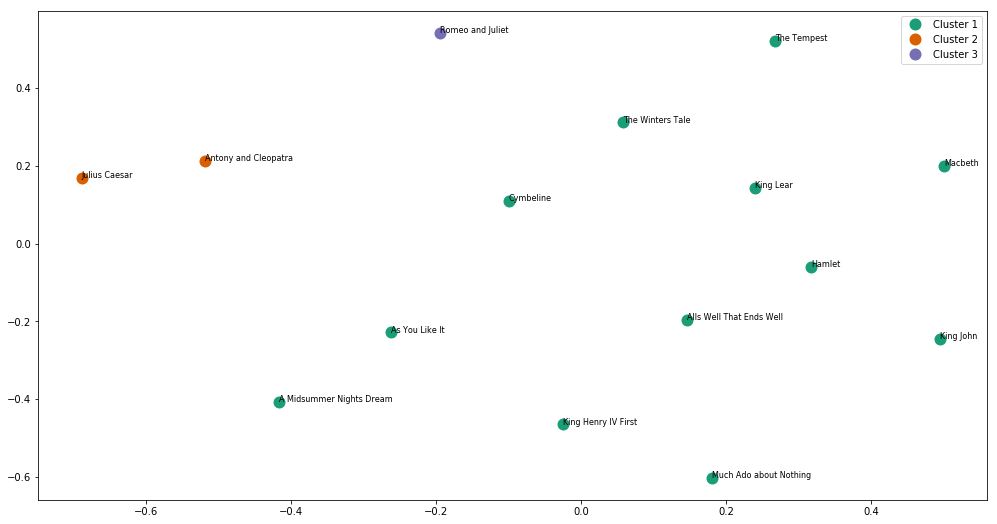 Romeo and Juliet
The Tempest
Cluster 1
Cluster 2
Cluster 3
0.4
The Winters Tale
0.2
Julius Caesar
Antony and Cleopatra
Macbeth
King Lear
Cymbeline
0.0
Hamlet
−0.2
Alls Well That Ends Well
As You Like It
King John
−0.4
A Midsummer Nights Dream
King Henry IV First
−0.6
Much Ado about Nothing
−0.6 −0.4 −0.2 0.0 0.2 0.4